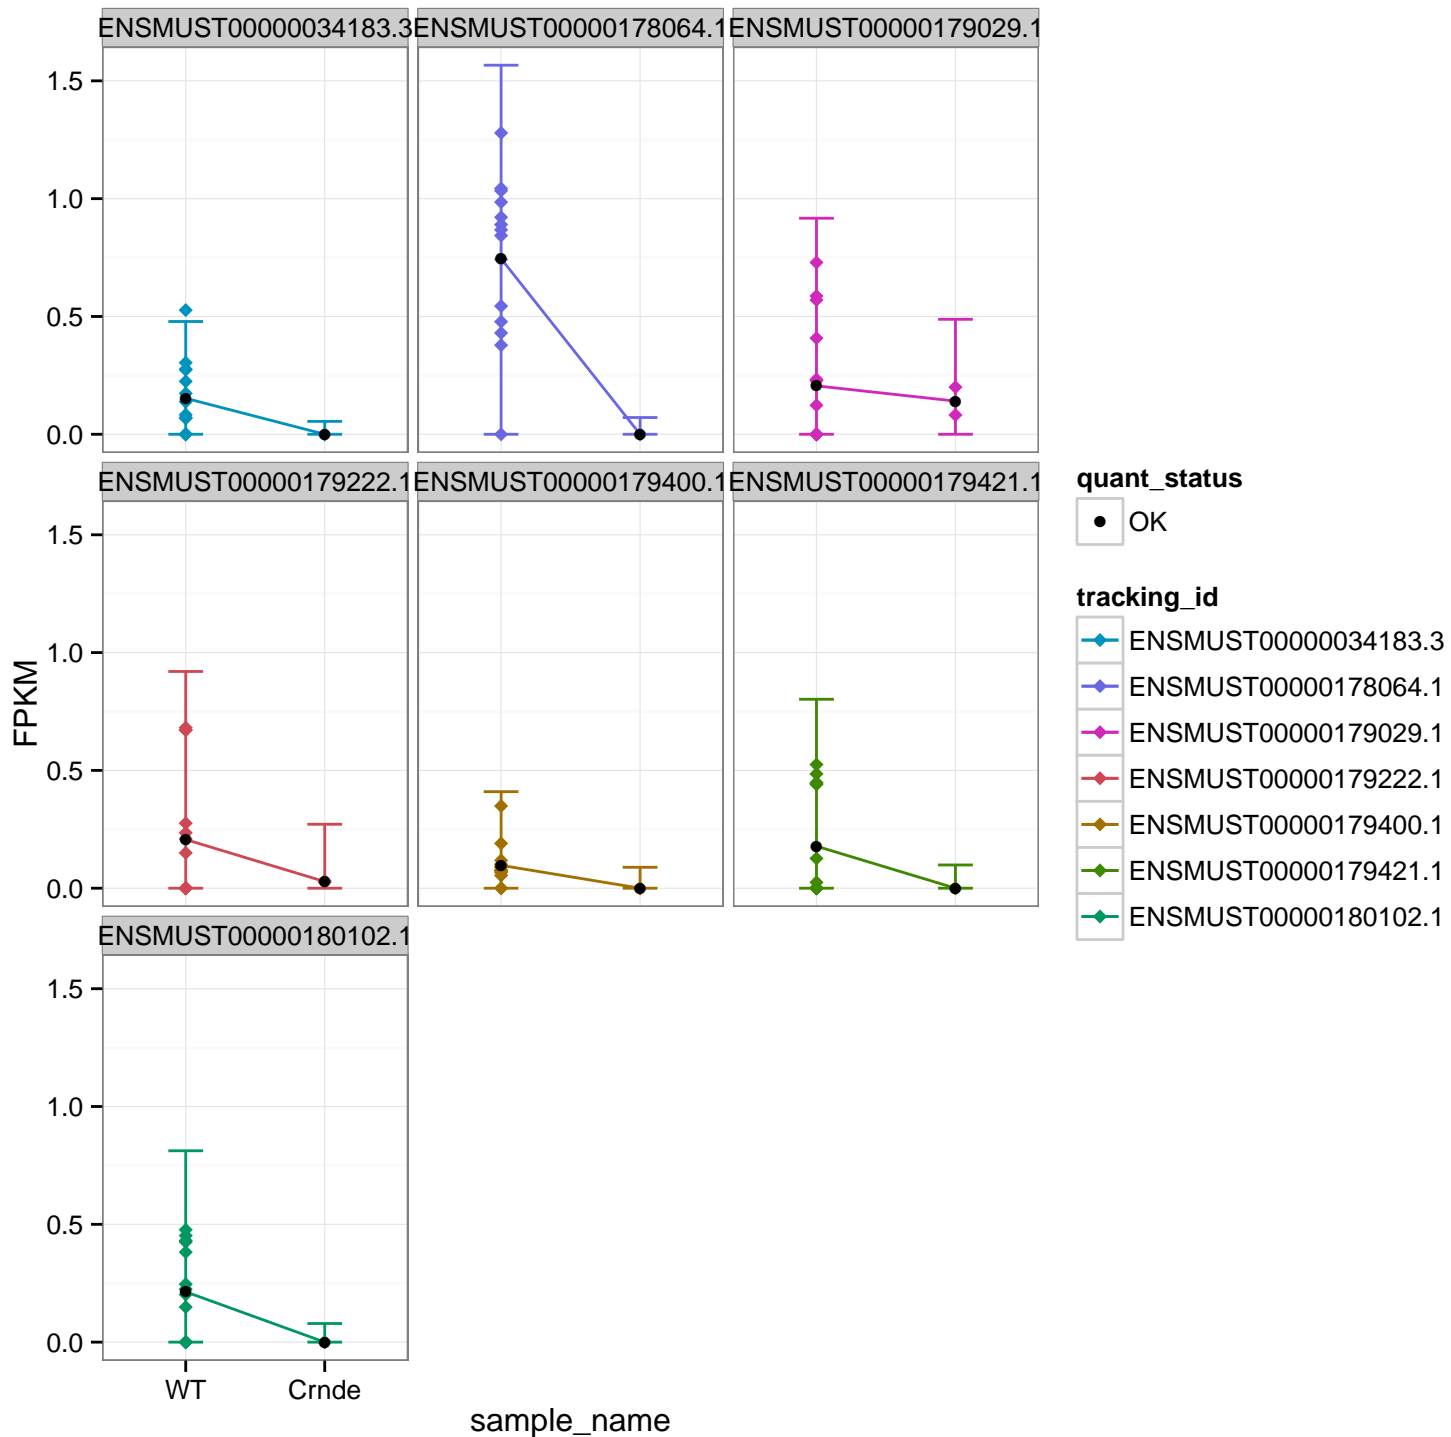 ENSMUST00000034183.3 ENSMUST00000178064.1 ENSMUST00000179029.1
1.5
1.0
0.5
0.0
ENSMUST00000179222.1 ENSMUST00000179400.1 ENSMUST00000179421.1
1.5
1.0
0.5
0.0
ENSMUST00000180102.1
1.5
1.0
0.5
0.0
WT Crnde
sample_name
FPKM
quant_status
OK
tracking_id
ENSMUST00000034183.3
ENSMUST00000178064.1
ENSMUST00000179029.1
ENSMUST00000179222.1
ENSMUST00000179400.1
ENSMUST00000179421.1
ENSMUST00000180102.1